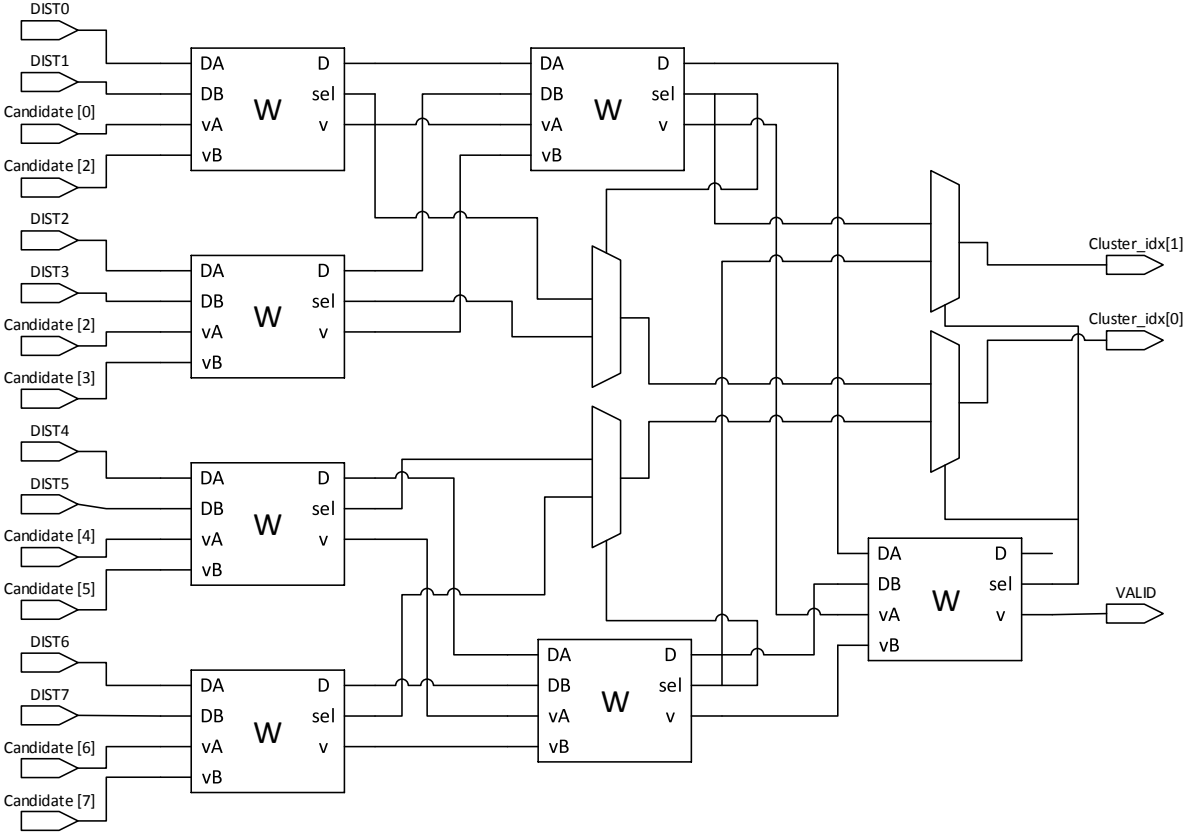 DIST0
DIST1
Candidate [0]
Candidate [2]
DIST2
DIST3
Candidate [2]
Candidate [3]
DIST4
DIST5
Candidate [4]
Candidate [5]
DIST6
DIST7
Candidate [6]
Candidate [7]
DA D
DB sel
W
vA v
vB
DA D
DB sel
W
vA v
vB
DA D
DB sel
W
vA v
vB
DA D
DB sel
W
vA v
vB
DA D
DB sel
W
vA v
vB
DA D
DB sel
W
vA v
vB
DA D
DB sel
W
vA v
vB
Cluster_idx[1]
Cluster_idx[0]
VALID